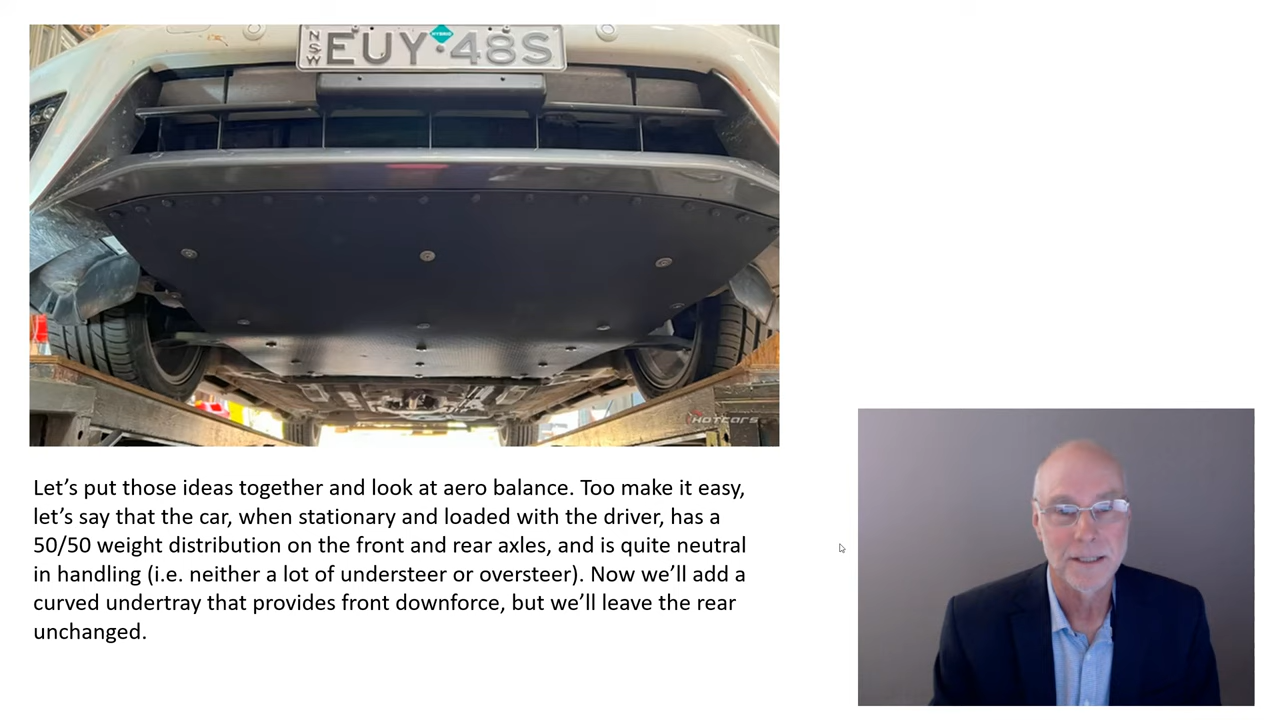 NSW
EUY·48S
HYBRID
HOTCARS
Let’s put those ideas together and look at aero balance. Too make it easy,
let’s say that the car, when stationary and loaded with the driver, has a
50/50 weight distribution on the front and rear axles, and is quite neutral
in handling (i.e. neither a lot of understeer or oversteer). Now we’ll add a
curved undertray that provides front downforce, but we’ll leave the rear
unchanged.